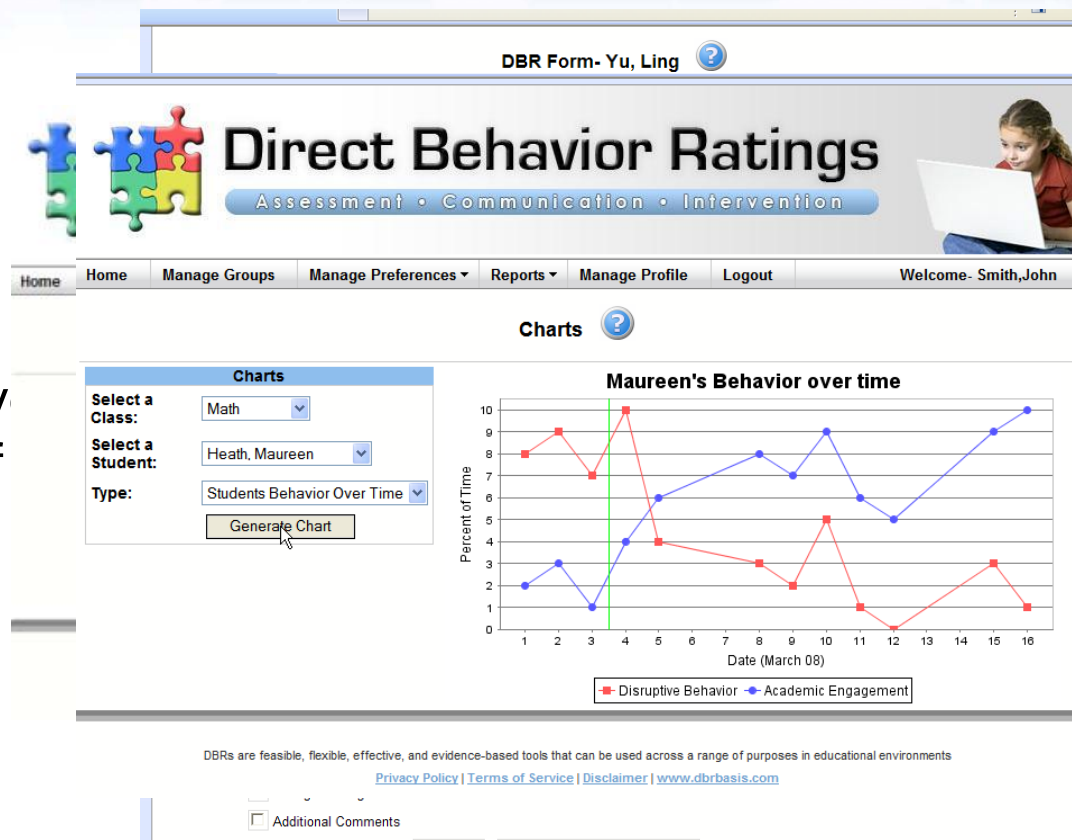 DBR Form- Yu, Ling
Direct Behavior Ratings
Assessment • Communication • Intervention
Home
Home Manage Groups Manage Preferences Reports Manage Profile Logout Welcome- Smith,John
Charts
Charts
Select a Class: Math
Select a Student: Heath, Maureen
Type: Students Behavior Over Time
Generate Chart
Maureen's Behavior over time
Percent of Time
10
9
8
7
6
5
4
3
2
1
0
1 2 3 4 5 6 7 8 9 10 11 12 13 14 15 16
Date (March 08)
Disruptive Behavior Academic Engagement
DBRs are feasible, flexible, effective, and evidence-based tools that can be used across a range of purposes in educational environments
Privacy Policy | Terms of Service | Disclaimer | www.dbrbasis.com
Additional Comments